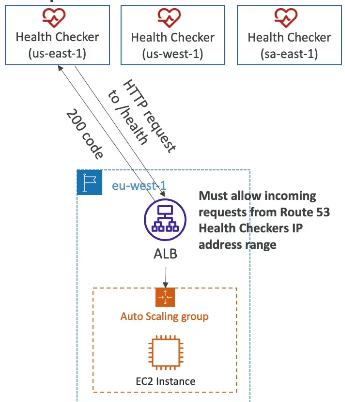 Health Checker
(us-east-1)
Health Checker
(us-west-1)
Health Checker
(sa-east-1)
HTTP request
to /health
200 code
eu-west-1
Must allow incoming
requests from Route 53
Health Checkers IP
address range
ALB
Auto Scaling group
EC2 Instance